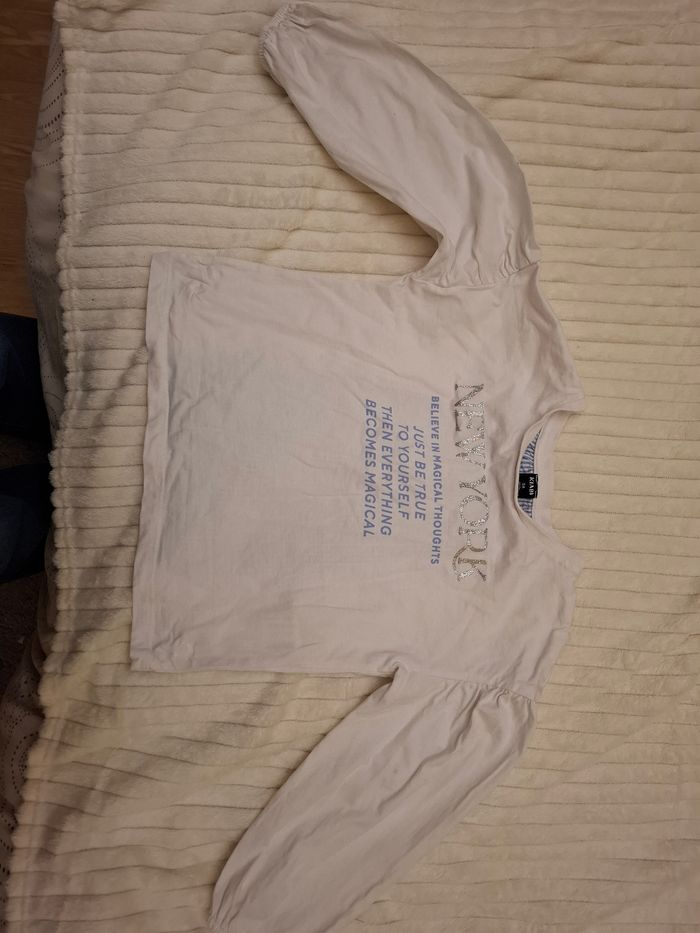 NEW YORK
BELIEVE IN MAGICAL THOUGHTS
JUST BE TRUE
TO YOURSELF
THEN EVERYTHING
BECOMES MAGICAL